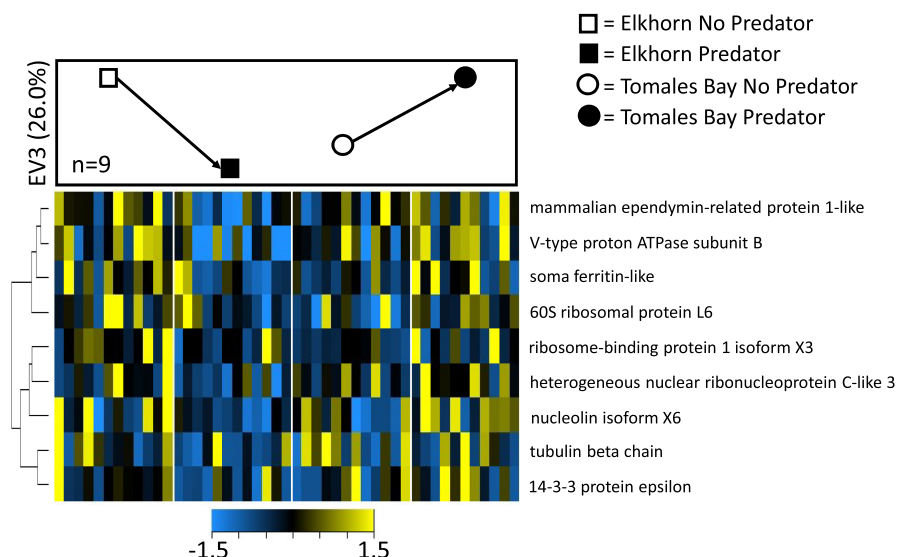 = Elkhorn No Predator
= Elkhorn Predator
= Tomales Bay No Predator
= Tomales Bay Predator
EV3 (26.0%)
n=9
mammalian ependymin-related protein 1-like
V-type proton ATPase subunit B
soma ferritin-like
60S ribosomal protein L6
ribosome-binding protein 1 isoform X3
heterogeneous nuclear ribonucleoprotein C-like 3
nucleolin isoform X6
tubulin beta chain
14-3-3 protein epsilon
-1.5 1.5